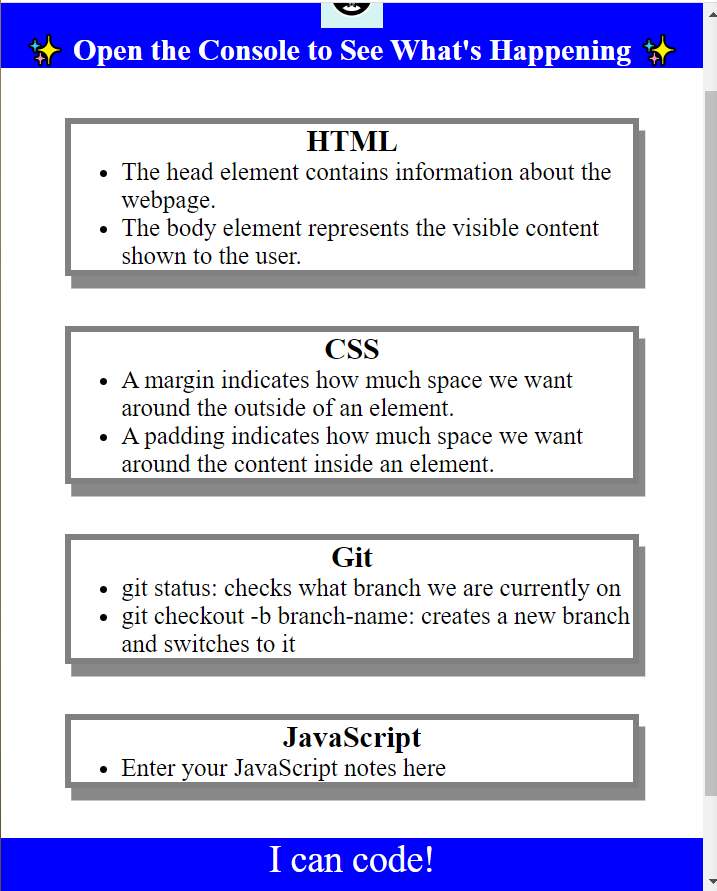 ✨ Open the Console to See What's Happening ✨
HTML
• The head element contains information about the
webpage.
• The body element represents the visible content
shown to the user.
CSS
• A margin indicates how much space we want
around the outside of an element.
• A padding indicates how much space we want
around the content inside an element.
Git
• git status: checks what branch we are currently on
• git checkout -b branch-name: creates a new branch
and switches to it
JavaScript
• Enter your JavaScript notes here
I can code!